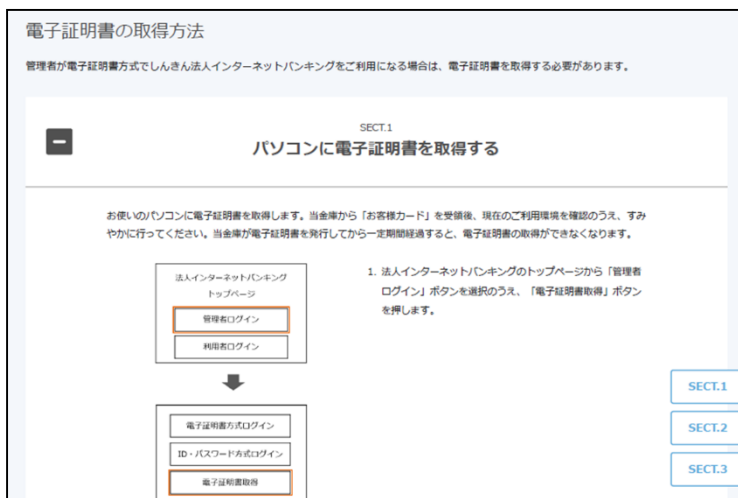 電子証明書の取得方法
管理者が電子証明書方式でしんきん法人インターネットバンキングをご利用になる場合は、電子証明書を取得する必要があります。
SECT.1
パソコンに電子証明書を取得する
お使いのパソコンに電子証明書を取得します。当金庫から「お客様カード」を受領後、現在のご利用環境を確認のうえ、すみ
やかに行ってください。当金庫が電子証明書を発行してから一定期間経過すると、電子証明書の取得ができなくなります。
法人インターネットバンキング
トップページ
管理者ログイン
利用者ログイン
1. 法人インターネットバンキングのトップページから「管理者
ログイン」ボタンを選択のうえ、「電子証明書取得」ボタン
を押します。
電子証明書方式ログイン
ID・パスワード方式ログイン
電子証明書取得
SECT.1
SECT.2
SECT.3